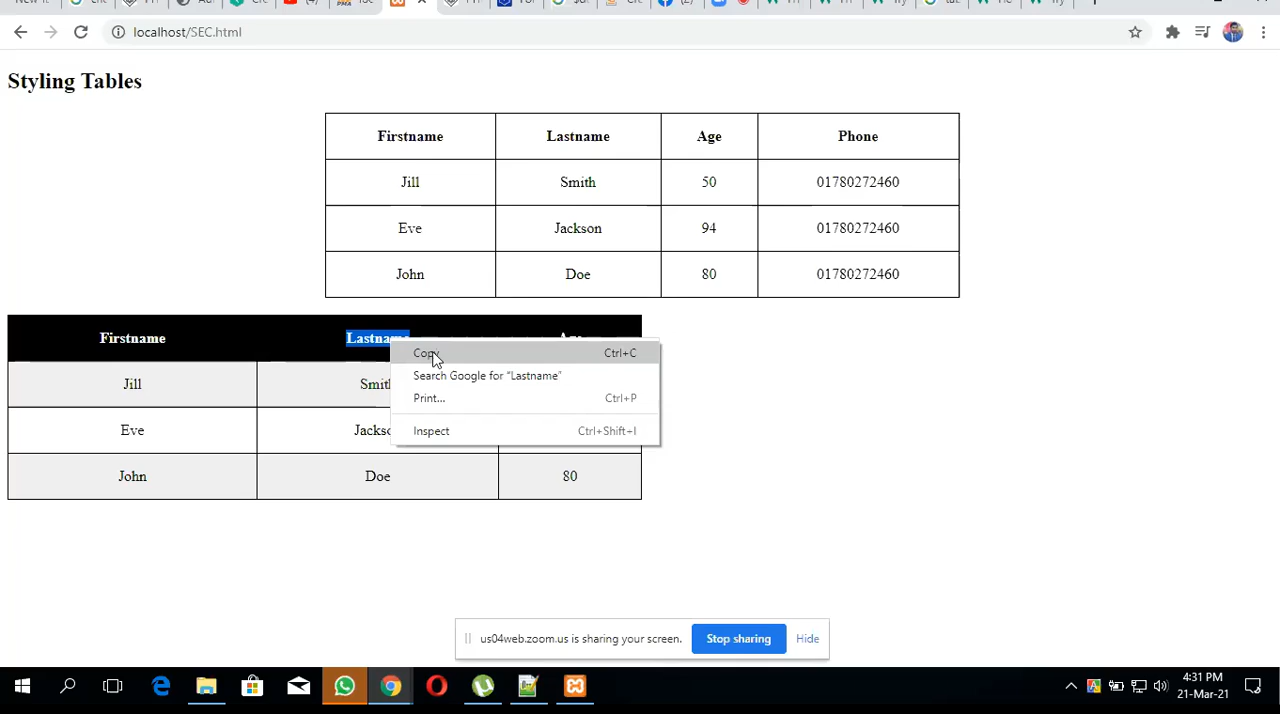 localhost/SEC.html
Styling Tables
Firstname Lastname Age Phone
Jill Smith 50 01780272460
Eve Jackson 94 01780272460
John Doe 80 01780272460
Firstname Lastname
Copy Ctrl+C
Search Google for “Lastname”
Jill
Print... Ctrl+P
Eve
Inspect Ctrl+Shift+I
John Doe 80
us04web.zoom.us is sharing your screen. Stop sharing Hide
4:31 PM
21-Mar-21